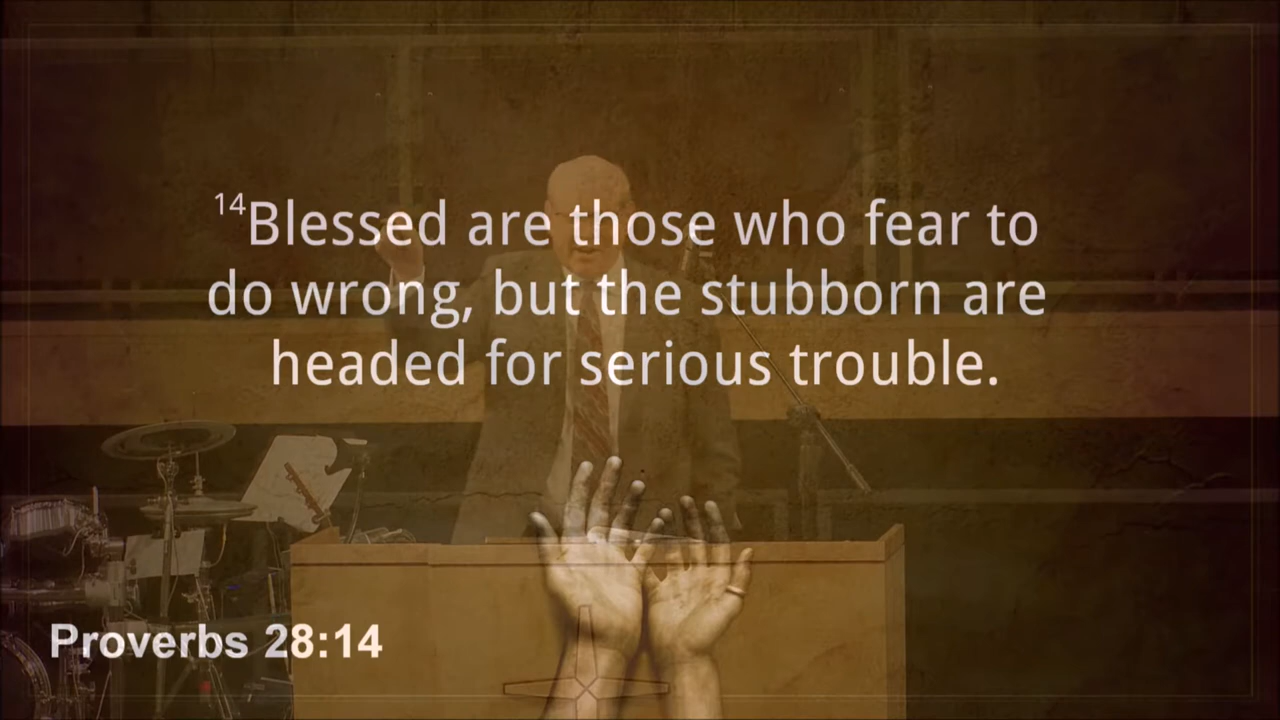 14Blessed are those who fear to
do wrong, but the stubborn are
headed for serious trouble.
Proverbs 28:14